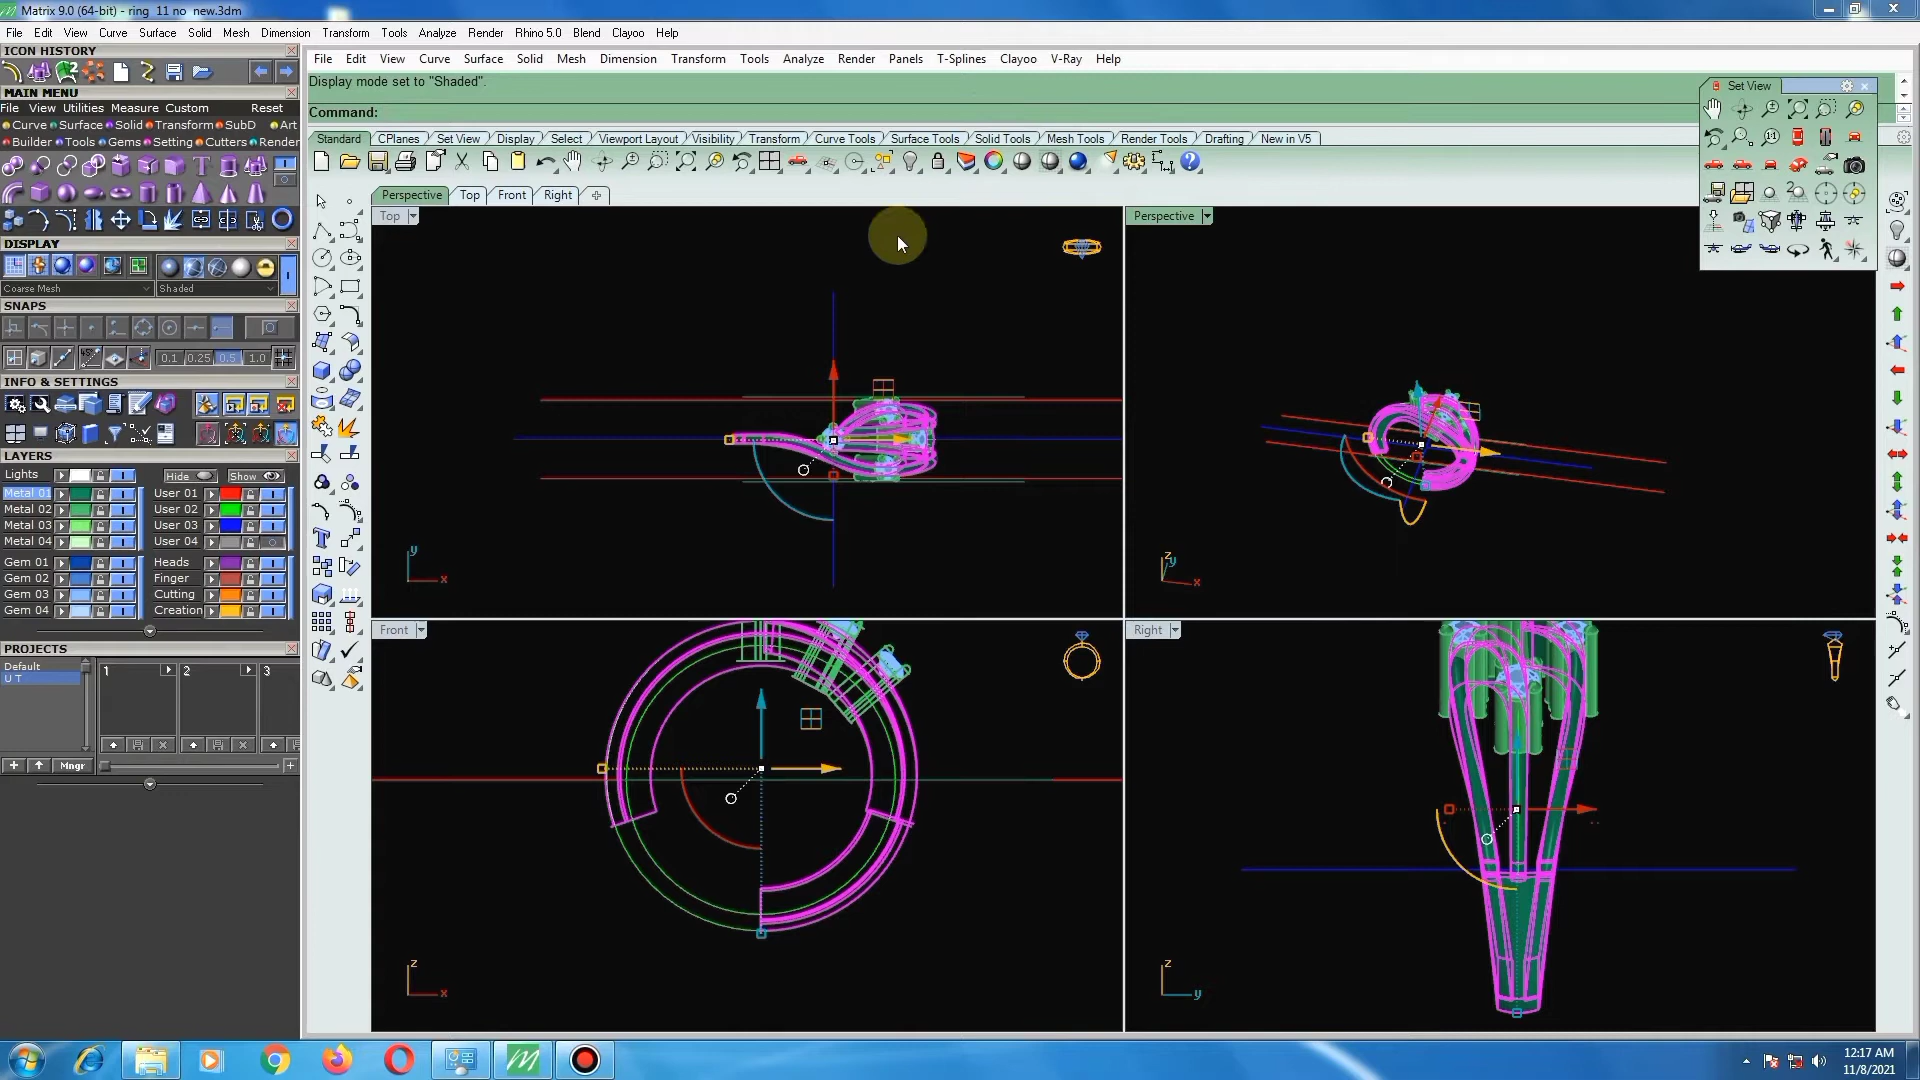 Matrix 9.0 (64-bit) - ring  11 no  new.3dm
File Edit View Curve Surface Solid Mesh Dimension Transform Tools Analyze Render Rhino 5.0 Blend Clayoo Help
ICON HISTORY
MAIN MENU
File View Utilities Measure Custom Reset
Curve Surface Solid Transform SubD Art
Builder Tools Gems Setting Cutters Render
DISPLAY
Coarse Mesh Shaded
SNAPS
0.1 0.25 0.5 1.0
INFO & SETTINGS
LAYERS
Lights Hide Show
Metal 01 User 01
Metal 02 User 02
Metal 03 User 03
Metal 04 User 04
Gem 01 Heads
Gem 02 Finger
Gem 03 Cutting
Gem 04 Creation
PROJECTS
Default
U T
1 2 3
Mngr
File Edit View Curve Surface Solid Mesh Dimension Transform Tools Analyze Render Panels T-Splines Clayoo V-Ray Help
Display mode set to "Shaded".
Command:
Standard CPlanes Set View Display Select Viewport Layout Visibility Transform Curve Tools Surface Tools Solid Tools Mesh Tools Render Tools Drafting New in V5
Perspective Top Front Right
Set View
Top
y
x
Perspective
z
y
x
Front
z
x
Right
z
y
12:17 AM
11/8/2021